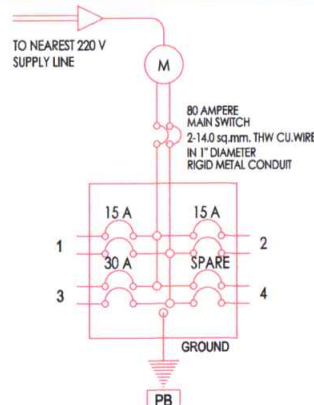 TO NEAREST 220 V
SUPPLY LINE
M
80 AMPERE
MAIN SWITCH
2-14.0 sq.mm. THW CU.WIRE
IN 1" DIAMETER
RIGID METAL CONDUIT
15 A 15 A
1 2
30 A SPARE
3 4
GROUND
PB